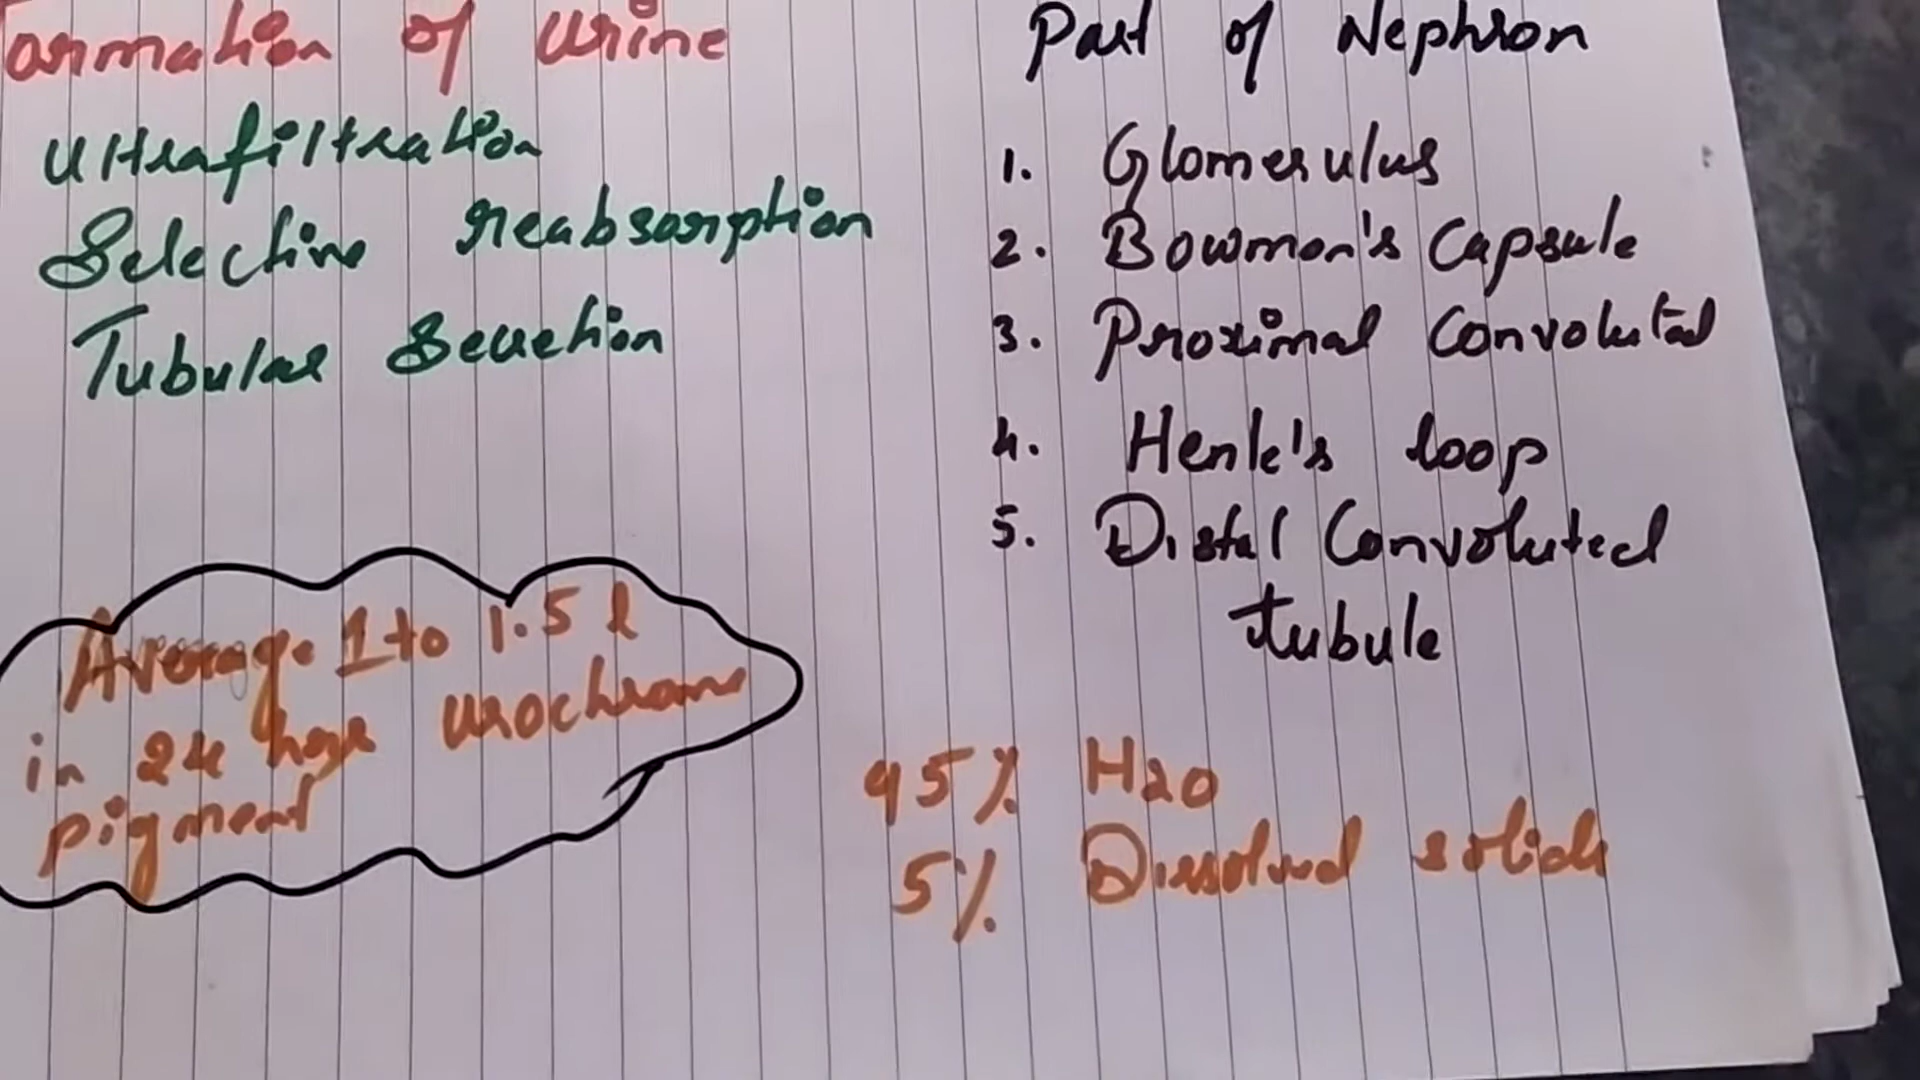 Formation of Urine
Ultrafiltration
Selective reabsorption
Tubular Secretion
Average 1 to 1.5 l
in 24 hours urochrome
pigment
Part of Nephron
1. Glomerulus
2. Bowman's Capsule
3. Proximal Convoluted
4. Henle's loop
5. Distal Convoluted
tubule
95% H2O
5% Dissolved solids